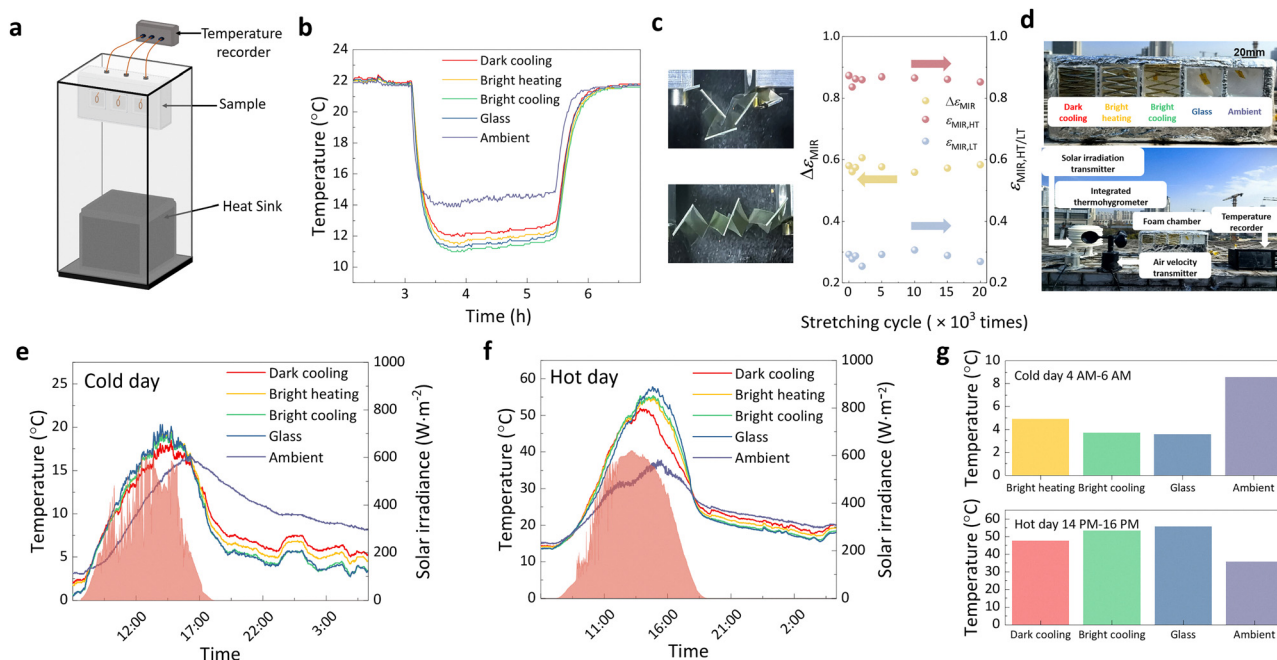 a
Temperature
recorder
Sample
Heat Sink
b
Temperature (°C)
24
22
20
18
16
14
12
10
Dark cooling
Bright heating
Bright cooling
Glass
Ambient
3
4
5
6
Time (h)
c
ΔεMIR
1.0
0.8
0.6
0.4
0.2
ΔεMIR
εMIR,HT
εMIR,LT
1.0
0.8
0.6
0.4
0.2
εMIR,HT/LT
0
5
10
15
20
Stretching cycle ( × 10³ times)
d
20mm
Dark cooling
Bright heating
Bright cooling
Glass
Ambient
Solar irradiation transmitter
Integrated thermohygrometer
Foam chamber
Temperature recorder
Air velocity transmitter
e
Cold day
Temperature (°C)
25
20
15
10
5
0
Dark cooling
Bright heating
Bright cooling
Glass
Ambient
1000
800
600
400
200
0
Solar irradiance (W·m⁻²)
12:00
17:00
22:00
3:00
Time
f
Hot day
Temperature (°C)
60
50
40
30
20
10
0
Dark cooling
Bright heating
Bright cooling
Glass
Ambient
1000
800
600
400
200
0
Solar irradiance (W·m⁻²)
11:00
16:00
21:00
2:00
Time
g
Temperature (°C)
10
8
6
4
2
0
Cold day 4 AM-6 AM
Bright heating
Bright cooling
Glass
Ambient
Temperature (°C)
60
50
40
30
20
10
0
Hot day 14 PM-16 PM
Dark cooling
Bright cooling
Glass
Ambient